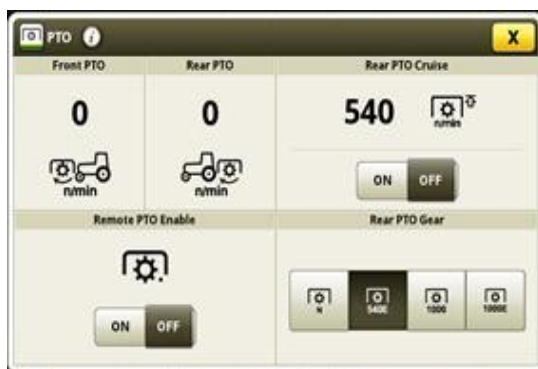 PTO i
X
Front PTO
Rear PTO
Rear PTO Cruise
0
0
540
n/min
n/min
n/min
ON OFF
Remote PTO Enable
Rear PTO Gear
ON OFF
N 540E 1000 1000E